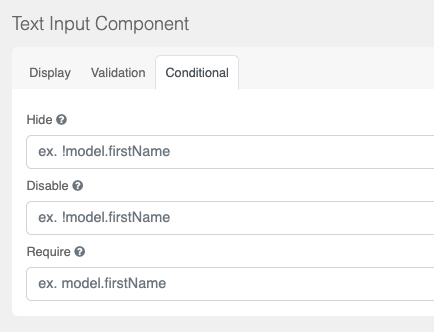 Text Input Component
Display Validation Conditional
Hide
ex. !model.firstName
Disable
ex. !model.firstName
Require
ex. model.firstName